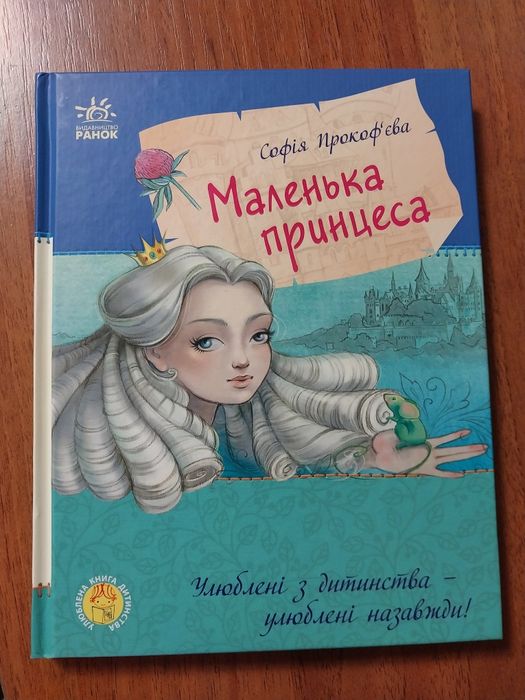 ВИДАВНИЦТВО
РАНОК
Софія Прокоф'єва
Маленька
принцеса
Улюблені з дитинства –
улюблені назавжди!
УЛЮБЛЕНА КНИГА ДИТИНСТВА